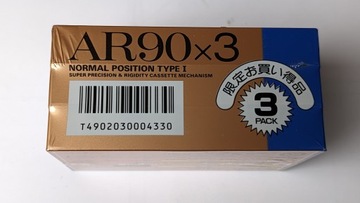 AR90×3
NORMAL POSITION TYPE I
SUPER PRECISION & RIGIDITY CASSETTE MECHANISM
T4902030004330
限定お買い得品
3
PACK